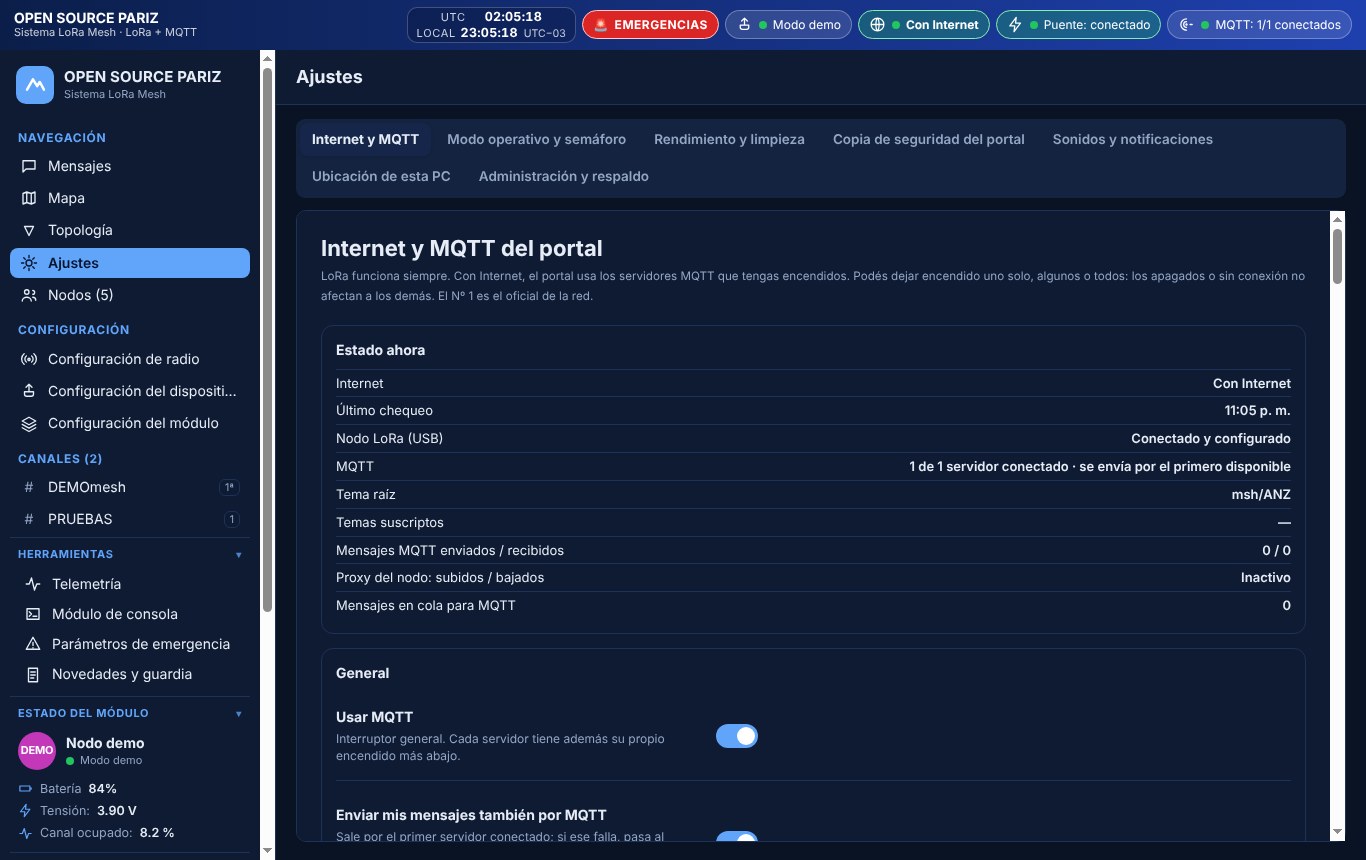 OPEN SOURCE PARIZ
Sistema LoRa Mesh · LoRa + MQTT
UTC 02:05:18
LOCAL 23:05:18 UTC−03
🚨 EMERGENCIAS
Modo demo
Con Internet
Puente: conectado
MQTT: 1/1 conectados
OPEN SOURCE PARIZ
Sistema LoRa Mesh
NAVEGACIÓN
Mensajes
Mapa
Topología
Ajustes
Nodos (5)
CONFIGURACIÓN
Configuración de radio
Configuración del dispositi...
Configuración del módulo
CANALES (2)
# DEMOmesh 1ª
# PRUEBAS 1
HERRAMIENTAS ▼
Telemetría
Módulo de consola
Parámetros de emergencia
Novedades y guardia
ESTADO DEL MÓDULO ▼
DEMO
Nodo demo
Modo demo
Batería 84%
Tensión: 3.90 V
Canal ocupado: 8.2 %
Ajustes
Internet y MQTT
Modo operativo y semáforo
Rendimiento y limpieza
Copia de seguridad del portal
Sonidos y notificaciones
Ubicación de esta PC
Administración y respaldo
Internet y MQTT del portal
LoRa funciona siempre. Con Internet, el portal usa los servidores MQTT que tengas encendidos. Podés dejar encendido uno solo, algunos o todos: los apagados o sin conexión no
afectan a los demás. El Nº 1 es el oficial de la red.
Estado ahora
Internet Con Internet
Último chequeo 11:05 p. m.
Nodo LoRa (USB) Conectado y configurado
MQTT 1 de 1 servidor conectado · se envía por el primero disponible
Tema raíz msh/ANZ
Temas suscriptos —
Mensajes MQTT enviados / recibidos 0 / 0
Proxy del nodo: subidos / bajados Inactivo
Mensajes en cola para MQTT 0
General
Usar MQTT
Interruptor general. Cada servidor tiene además su propio
encendido más abajo.
Enviar mis mensajes también por MQTT
Sale por el primer servidor conectado; si ese falla, pasa al